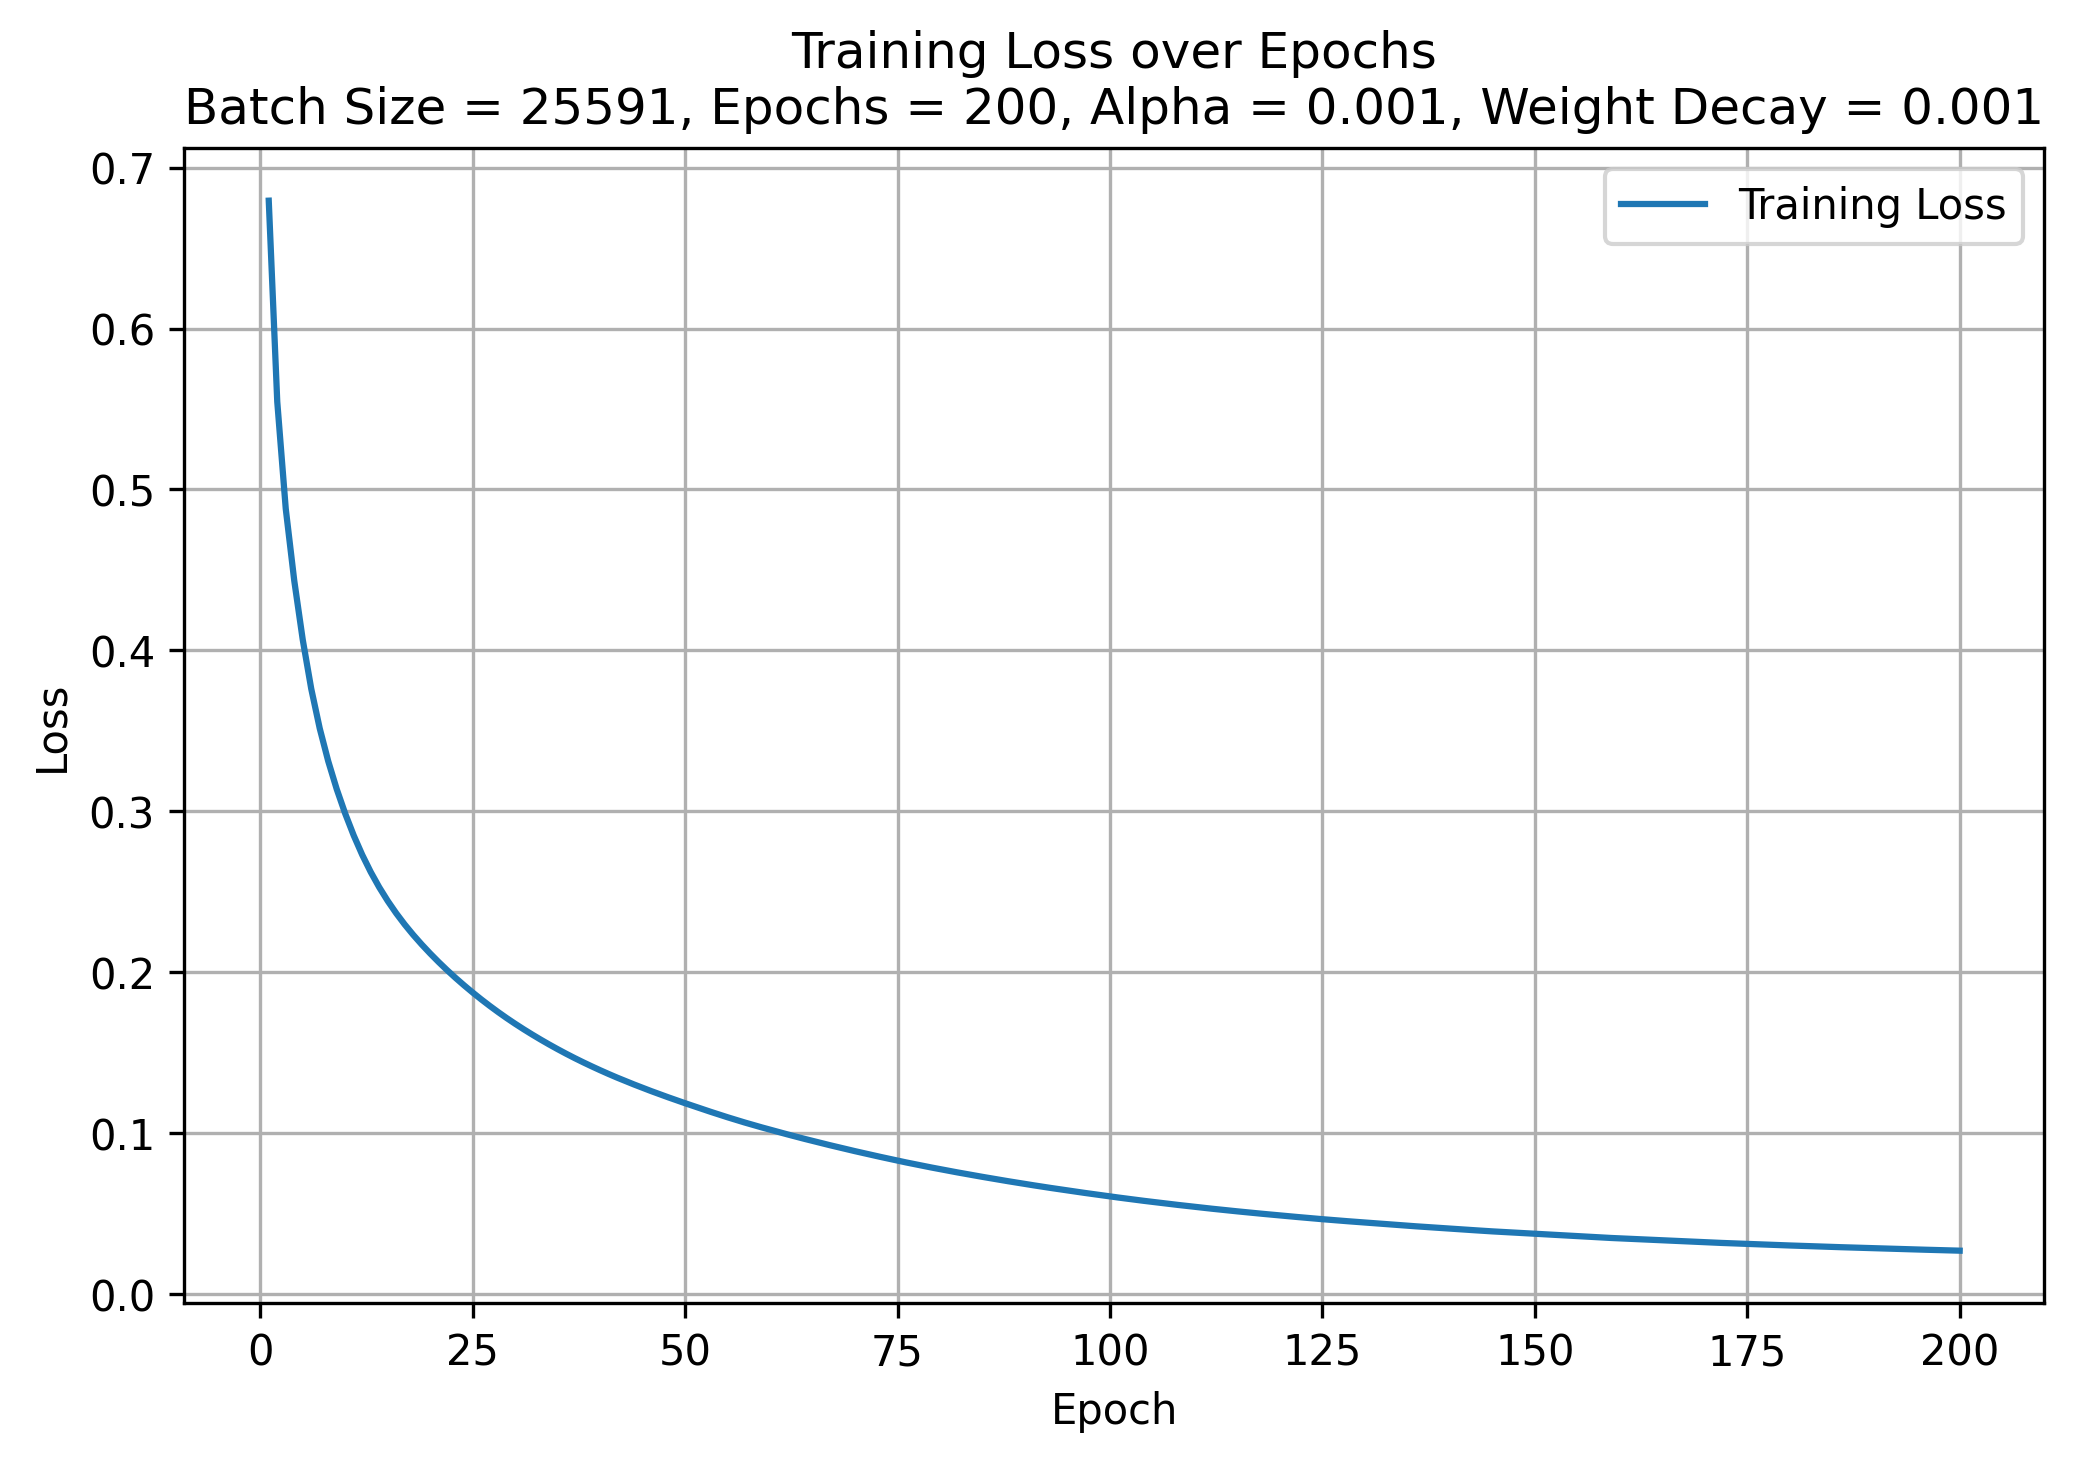 Training Loss over Epochs
Batch Size = 25591, Epochs = 200, Alpha = 0.001, Weight Decay = 0.001
Training Loss
0.7
0.6
0.5
0.4
0.3
0.2
0.1
0.0
Loss
0 25 50 75 100 125 150 175 200
Epoch